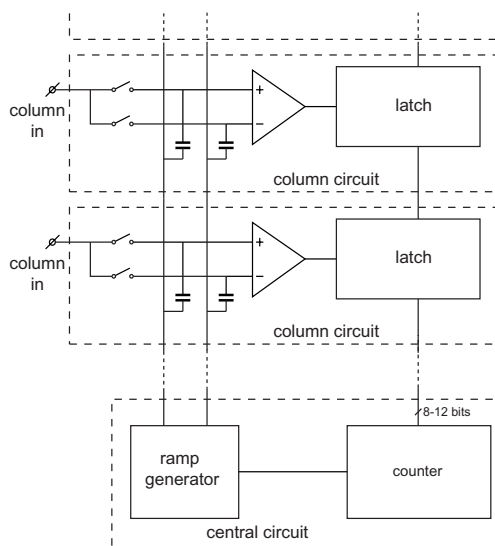 column
in
+
−
latch
column circuit
column
in
+
−
latch
column circuit
8-12 bits
ramp
generator
counter
central circuit